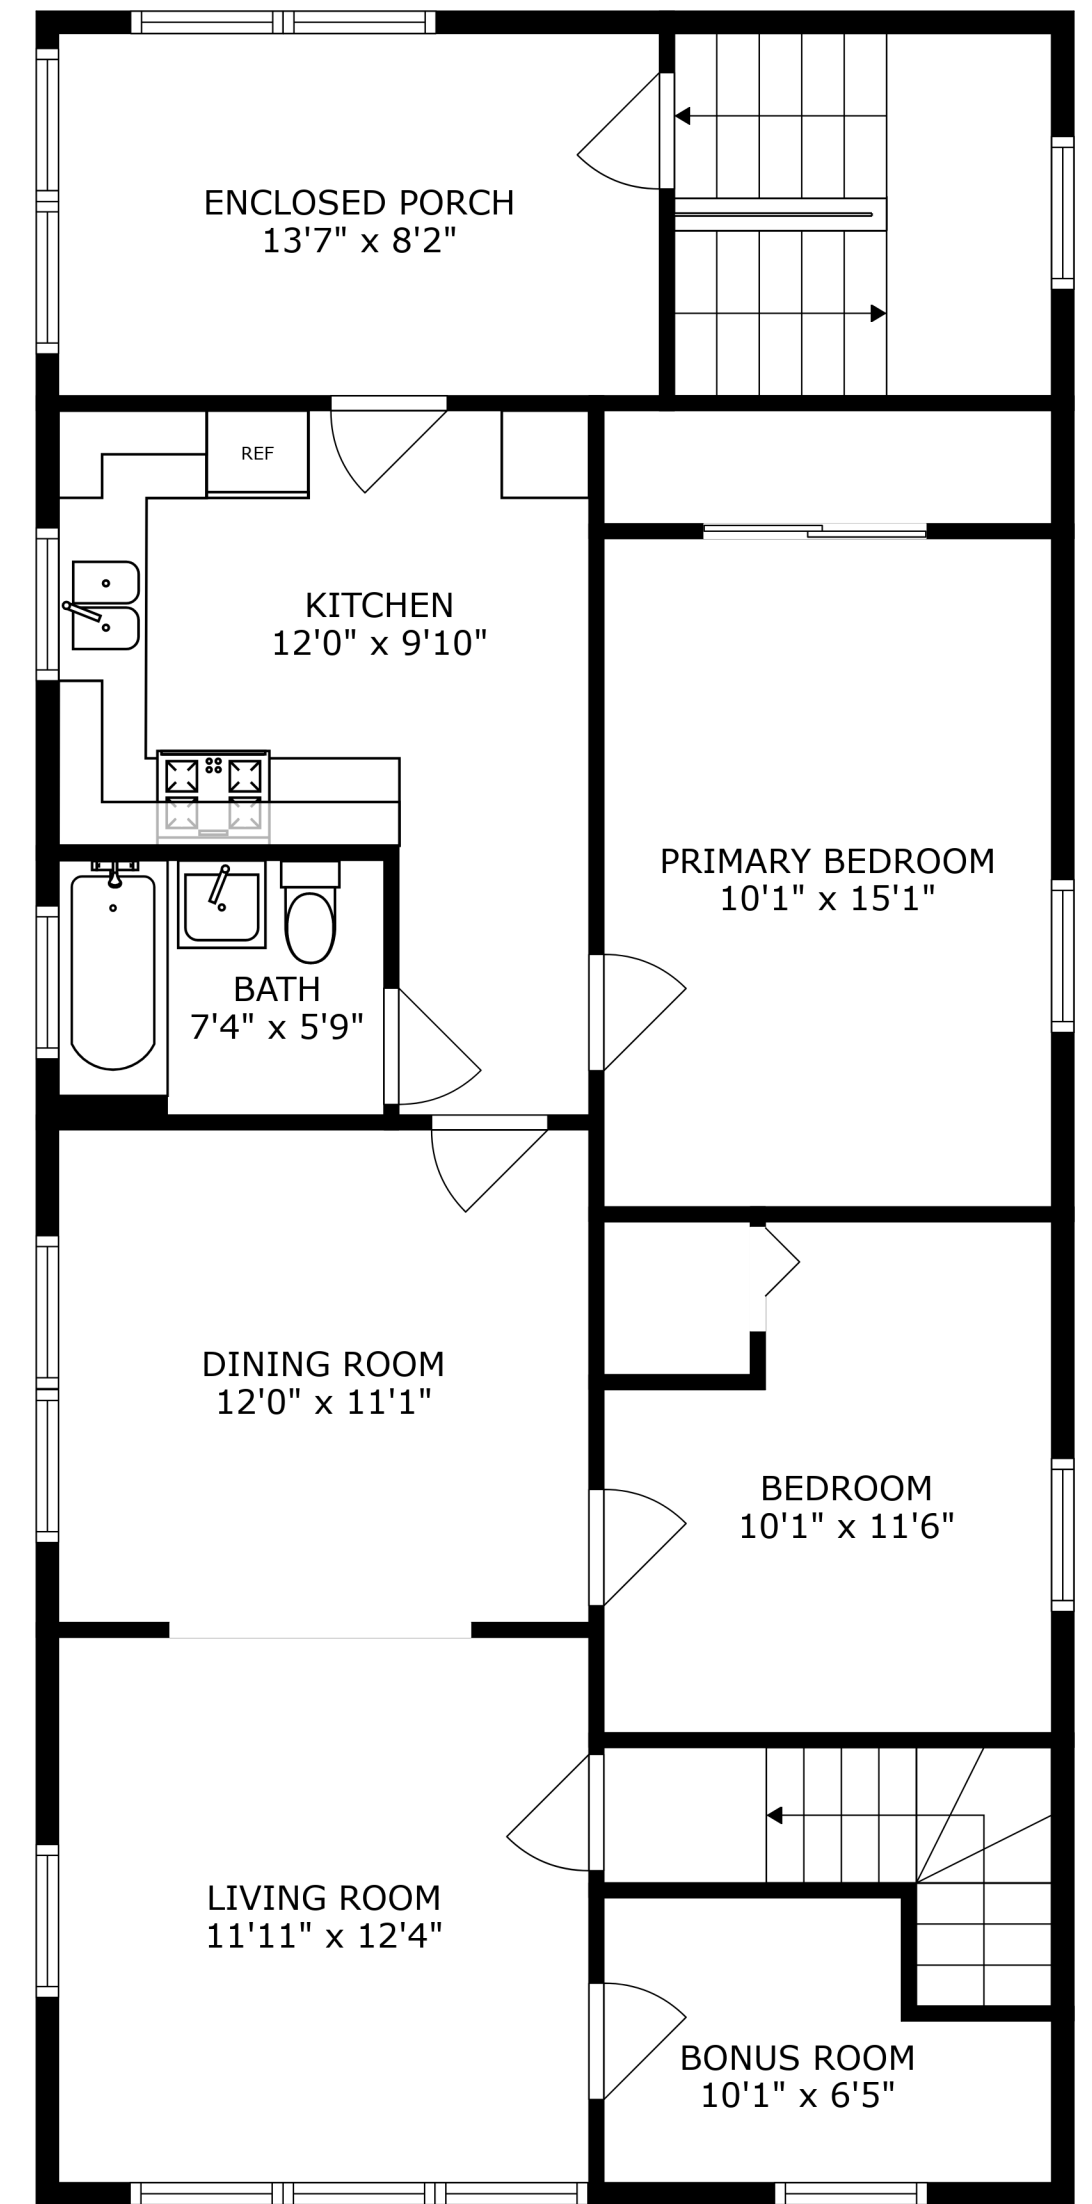 ENCLOSED PORCH
13'7" x 8'2"
REF
KITCHEN
12'0" x 9'10"
PRIMARY BEDROOM
10'1" x 15'1"
BATH
7'4" x 5'9"
DINING ROOM
12'0" x 11'1"
BEDROOM
10'1" x 11'6"
LIVING ROOM
11'11" x 12'4"
BONUS ROOM
10'1" x 6'5"